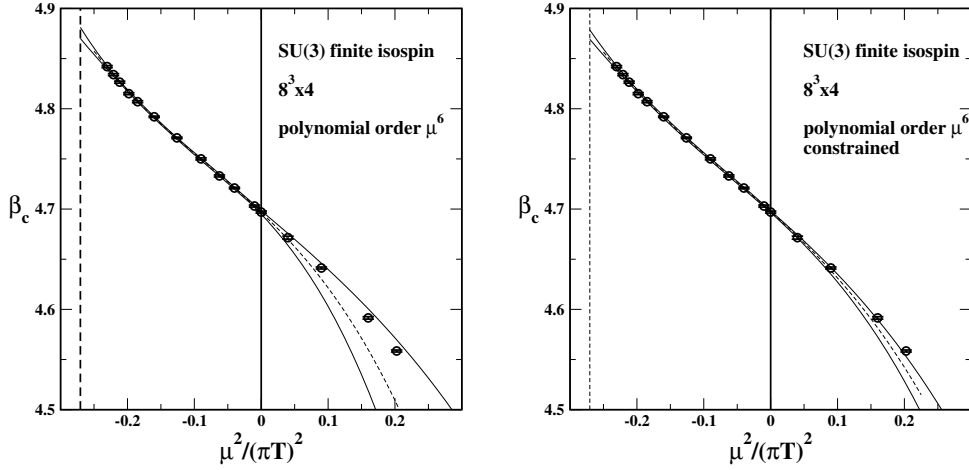 4.9
4.8
4.7
4.6
4.5
β_c
SU(3) finite isospin
8^3x4
polynomial order μ^6
-0.2 -0.1 0 0.1 0.2
μ^2/(πT)^2
4.9
4.8
4.7
4.6
4.5
β_c
SU(3) finite isospin
8^3x4
polynomial order μ^6
constrained
-0.2 -0.1 0 0.1 0.2
μ^2/(πT)^2